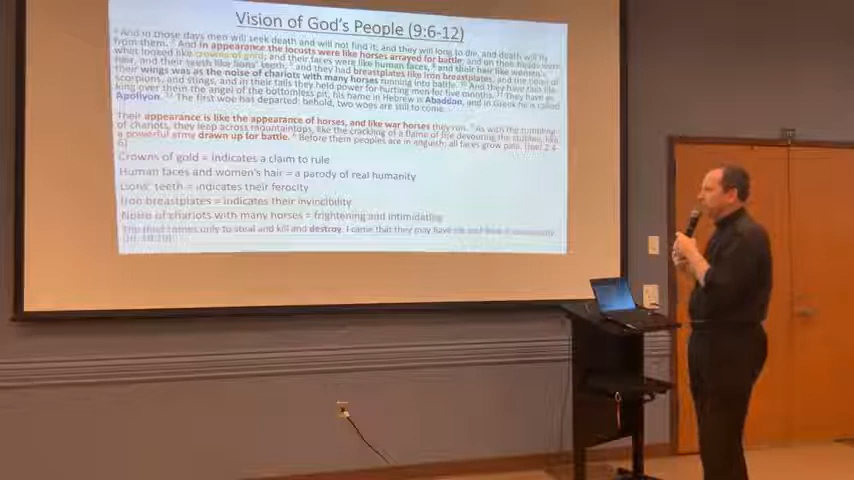 Vision of God's People (9:6-12)
⁶ And in those days men will seek death and will not find it; and they will long to die, and death will fly
from them. ⁷ And in appearance the locusts were like horses arrayed for battle; and on their heads were
what looked like crowns of gold; and their faces were like human faces, ⁸ and their hair like women's
hair, and their teeth like lions' teeth, ⁹ and they had breastplates like iron breastplates, and the noise of
their wings was as the noise of chariots with many horses running into battle. ¹⁰ And they have tails like
scorpions, and stings, and in their tails they held power for hurting men for five months. ¹¹ They have as
king over them the angel of the bottomless pit; his name in Hebrew is Abaddon, and in Greek he is called
Apollyon. ¹² The first woe has departed: behold, two woes are still to come.
Their appearance is like the appearance of horses, and like war horses they run. ⁵ As with the rumbling
of chariots, they leap across mountaintops, like the cracking of a flame of fire devouring the stubble, like
a powerful army drawn up for battle. ⁶ Before them peoples are in anguish; all faces grow pale. (Joel 2:4-
6)
Crowns of gold = indicates a claim to rule
Human faces and women's hair = a parody of real humanity
Lions' teeth = indicates their ferocity
Iron breastplates = indicates their invincibility
Noise of chariots with many horses = frightening and intimidating
The thief comes only to steal and kill and destroy. I came that they may have
(Jn. 10:10)